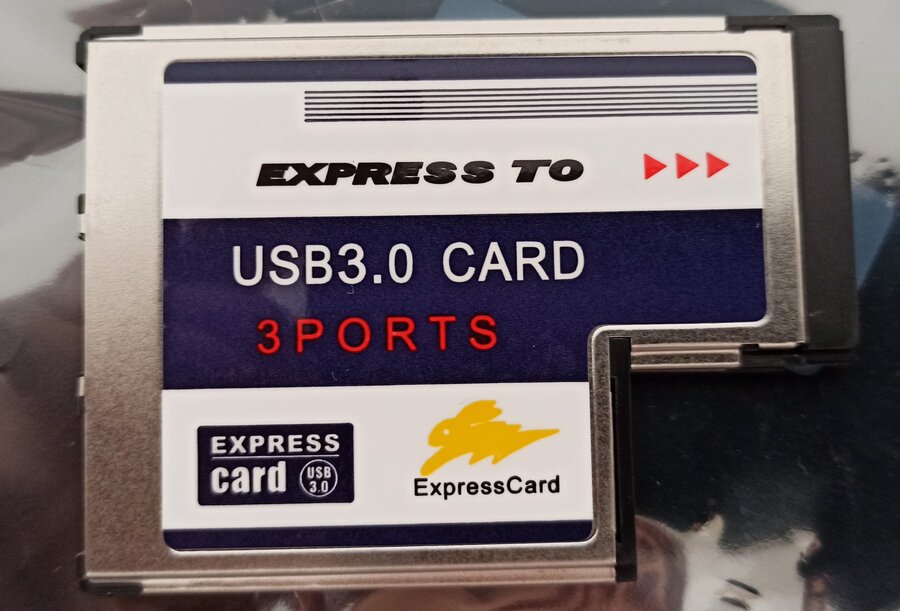 EXPRESS TO
USB3.0 CARD
3PORTS
EXPRESS
card USB 3.0
ExpressCard